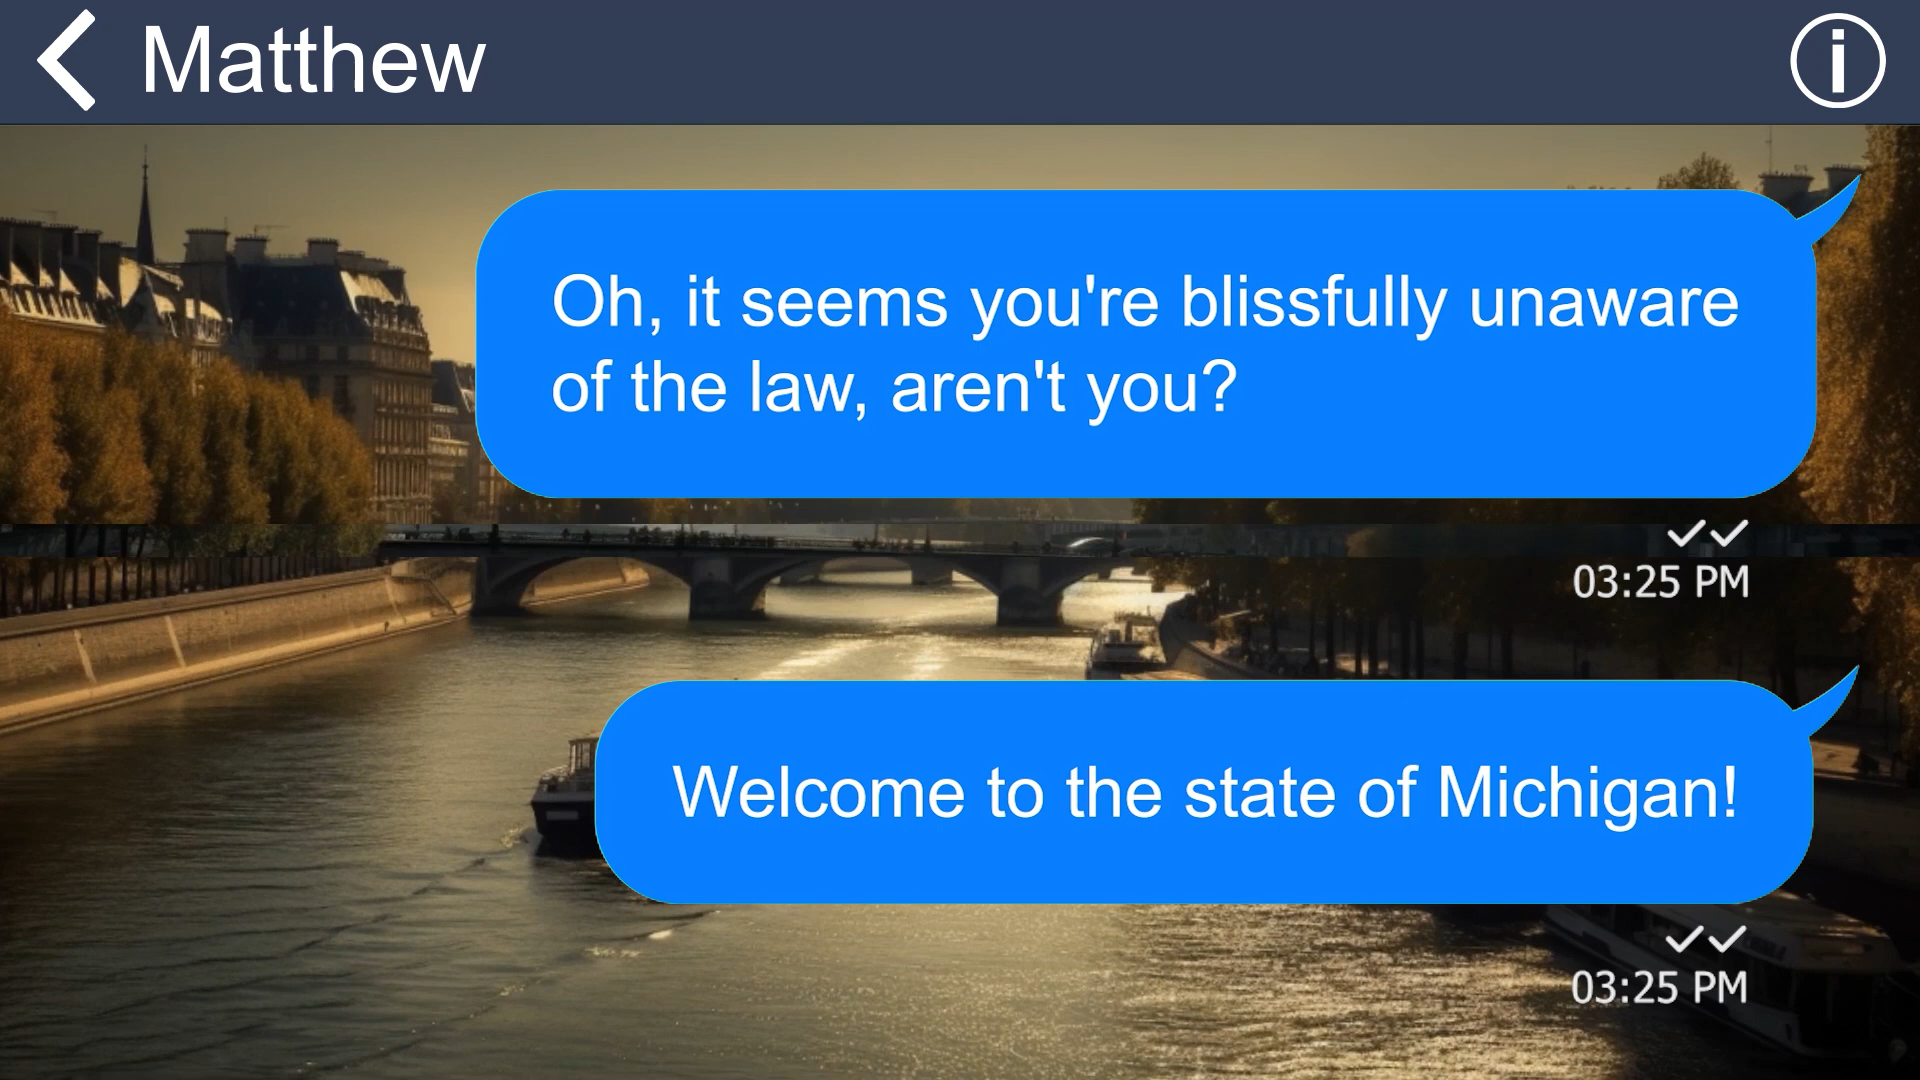 Matthew
Oh, it seems you're blissfully unaware
of the law, aren't you?
03:25 PM
Welcome to the state of Michigan!
03:25 PM